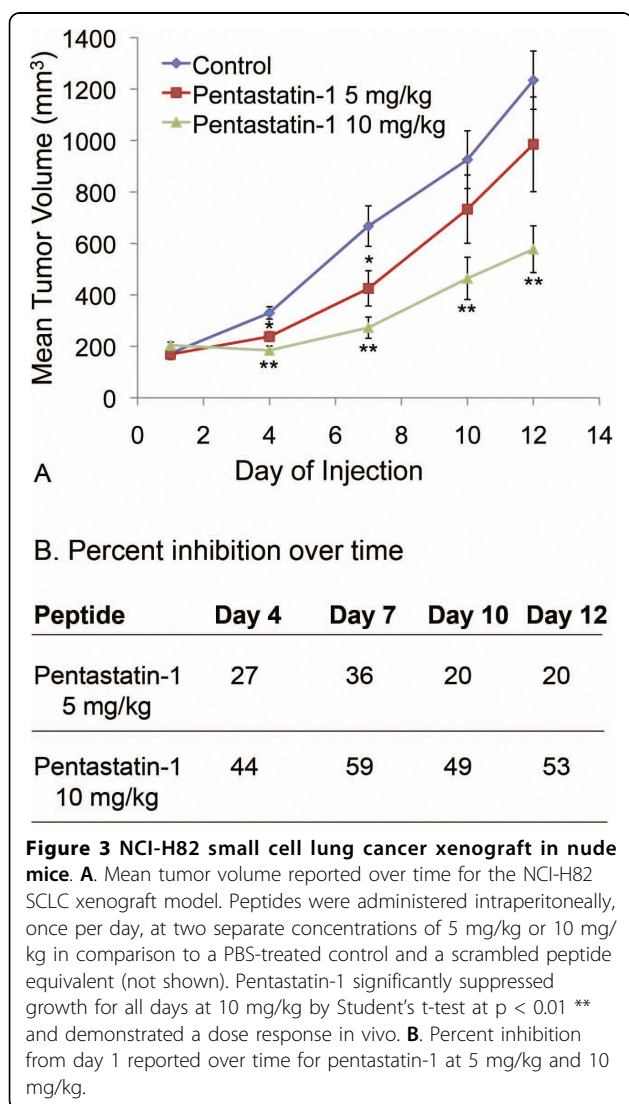 1400
1200
1000
800
600
400
200
0
Mean Tumor Volume (mm³)
Control
Pentastatin-1 5 mg/kg
Pentastatin-1 10 mg/kg
*
*
**
**
**
**
0 2 4 6 8 10 12 14
A Day of Injection
B. Percent inhibition over time
Peptide Day 4 Day 7 Day 10 Day 12
Pentastatin-1 27 36 20 20
5 mg/kg
Pentastatin-1 44 59 49 53
10 mg/kg
Figure 3 NCI-H82 small cell lung cancer xenograft in nude
mice. A. Mean tumor volume reported over time for the NCI-H82
SCLC xenograft model. Peptides were administered intraperitoneally,
once per day, at two separate concentrations of 5 mg/kg or 10 mg/
kg in comparison to a PBS-treated control and a scrambled peptide
equivalent (not shown). Pentastatin-1 significantly suppressed
growth for all days at 10 mg/kg by Student's t-test at p < 0.01 **
and demonstrated a dose response in vivo. B. Percent inhibition
from day 1 reported over time for pentastatin-1 at 5 mg/kg and 10
mg/kg.